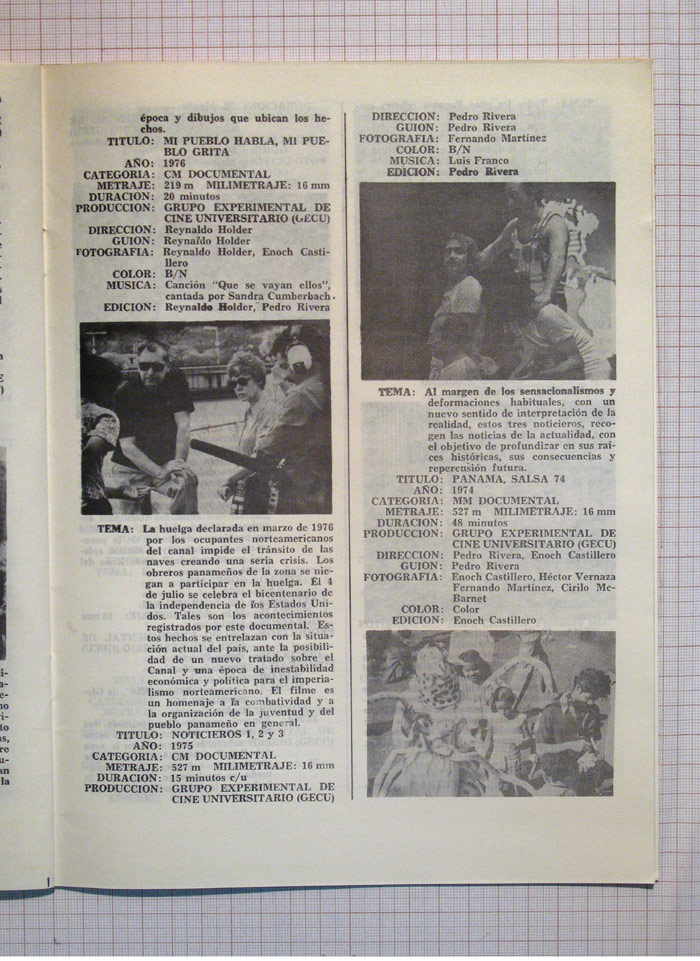 época y dibujos que ubican los he-
chos.
TITULO: MI PUEBLO HABLA, MI PUE-
BLO GRITA
AÑO: 1976
CATEGORIA: CM DOCUMENTAL
METRAJE: 219 m MILIMETRAJE: 16 mm
DURACION: 20 minutos
PRODUCCION: GRUPO EXPERIMENTAL DE
CINE UNIVERSITARIO (GECU)
DIRECCION: Reynaldo Holder
GUION: Reynaldo Holder
FOTOGRAFIA: Reynaldo Holder, Enoch Casti-
llero
COLOR: B/N
MUSICA: Canción "Que se vayan ellos",
cantada por Sandra Cumberbach.
EDICION: Reynaldo Holder, Pedro Rivera
TEMA: La huelga declarada en marzo de 1976
por los ocupantes norteamericanos
del canal impide el tránsito de las
naves creando una seria crisis. Los
obreros panameños de la zona se nie-
gan a participar en la huelga. El 4
de julio se celebra el bicentenario de
la independencia de los Estados Uni-
dos. Tales son los acontecimientos
registrados por este documental. Es-
tos hechos se entrelazan con la situa-
ción actual del país, ante la posibili-
dad de un nuevo tratado sobre el
Canal y una época de inestabilidad
económica y política para el imperia-
lismo norteamericano. El filme es
un homenaje a la combatividad y a
la organización de la juventud y del
pueblo panameño en general.
TITULO: NOTICIEROS 1, 2 y 3
AÑO: 1975
CATEGORIA: CM DOCUMENTAL
METRAJE: 527 m MILIMETRAJE: 16 mm
DURACION: 15 minutos c/u
PRODUCCION: GRUPO EXPERIMENTAL DE
CINE UNIVERSITARIO (GECU)
DIRECCION: Pedro Rivera
GUION: Pedro Rivera
FOTOGRAFIA: Fernando Martínez
COLOR: B/N
MUSICA: Luis Franco
EDICION: Pedro Rivera
TEMA: Al margen de los sensacionalismos y
deformaciones habituales, con un
nuevo sentido de interpretación de la
realidad, estos tres noticieros, reco-
gen las noticias de la actualidad, con
el objetivo de profundizar en sus raí-
ces históricas, sus consecuencias y
repercusión futura.
TITULO: PANAMA, SALSA 74
AÑO: 1974
CATEGORIA: MM DOCUMENTAL
METRAJE: 527 m MILIMETRAJE: 16 mm
DURACION: 48 minutos
PRODUCCION: GRUPO EXPERIMENTAL DE
CINE UNIVERSITARIO (GECU)
DIRECCION: Pedro Rivera, Enoch Castillero
GUION: Pedro Rivera
FOTOGRAFIA: Enoch Castillero, Héctor Vernaza
Fernando Martínez, Cirilo Mc-
Barnet
COLOR: Color
EDICION: Enoch Castillero